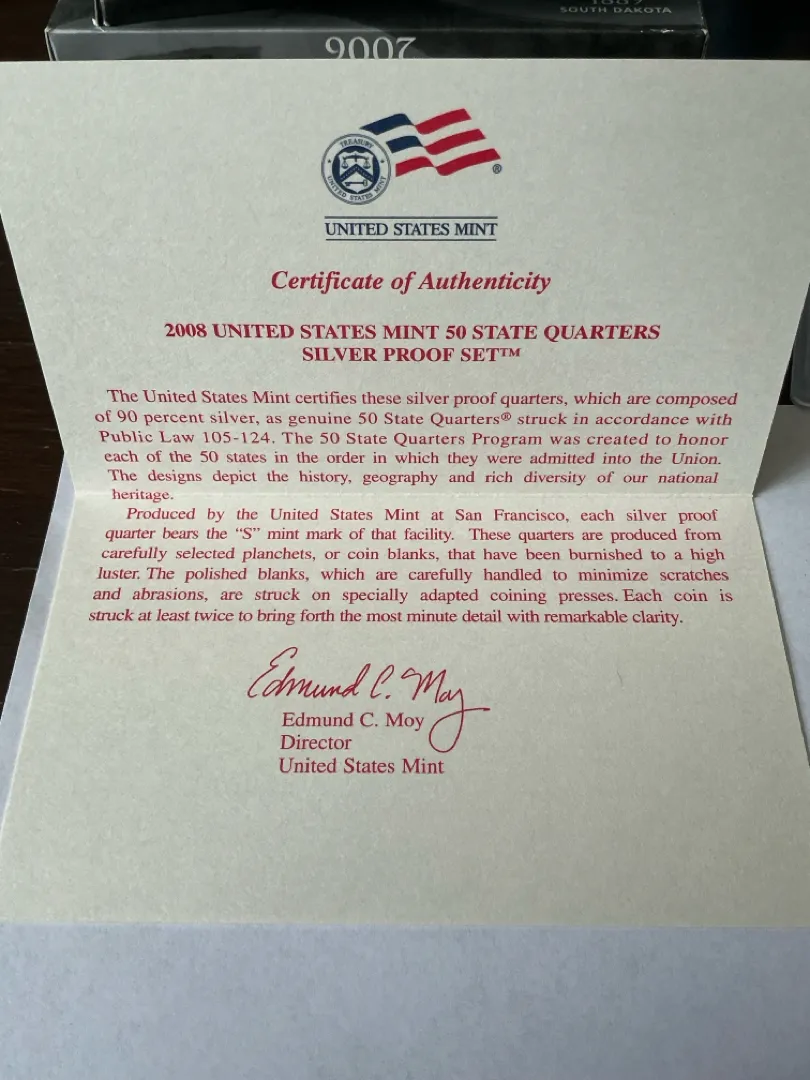 SOUTH DAKOTA
2006
TREASURY
UNITED STATES MINT
®
UNITED STATES MINT
Certificate of Authenticity
2008 UNITED STATES MINT 50 STATE QUARTERS
SILVER PROOF SET™
The United States Mint certifies these silver proof quarters, which are composed
of 90 percent silver, as genuine 50 State Quarters® struck in accordance with
Public Law 105-124. The 50 State Quarters Program was created to honor
each of the 50 states in the order in which they were admitted into the Union.
The designs depict the history, geography and rich diversity of our national
heritage.
Produced by the United States Mint at San Francisco, each silver proof
quarter bears the “S” mint mark of that facility. These quarters are produced from
carefully selected planchets, or coin blanks, that have been burnished to a high
luster. The polished blanks, which are carefully handled to minimize scratches
and abrasions, are struck on specially adapted coining presses. Each coin is
struck at least twice to bring forth the most minute detail with remarkable clarity.
Edmund C. Moy
Edmund C. Moy
Director
United States Mint